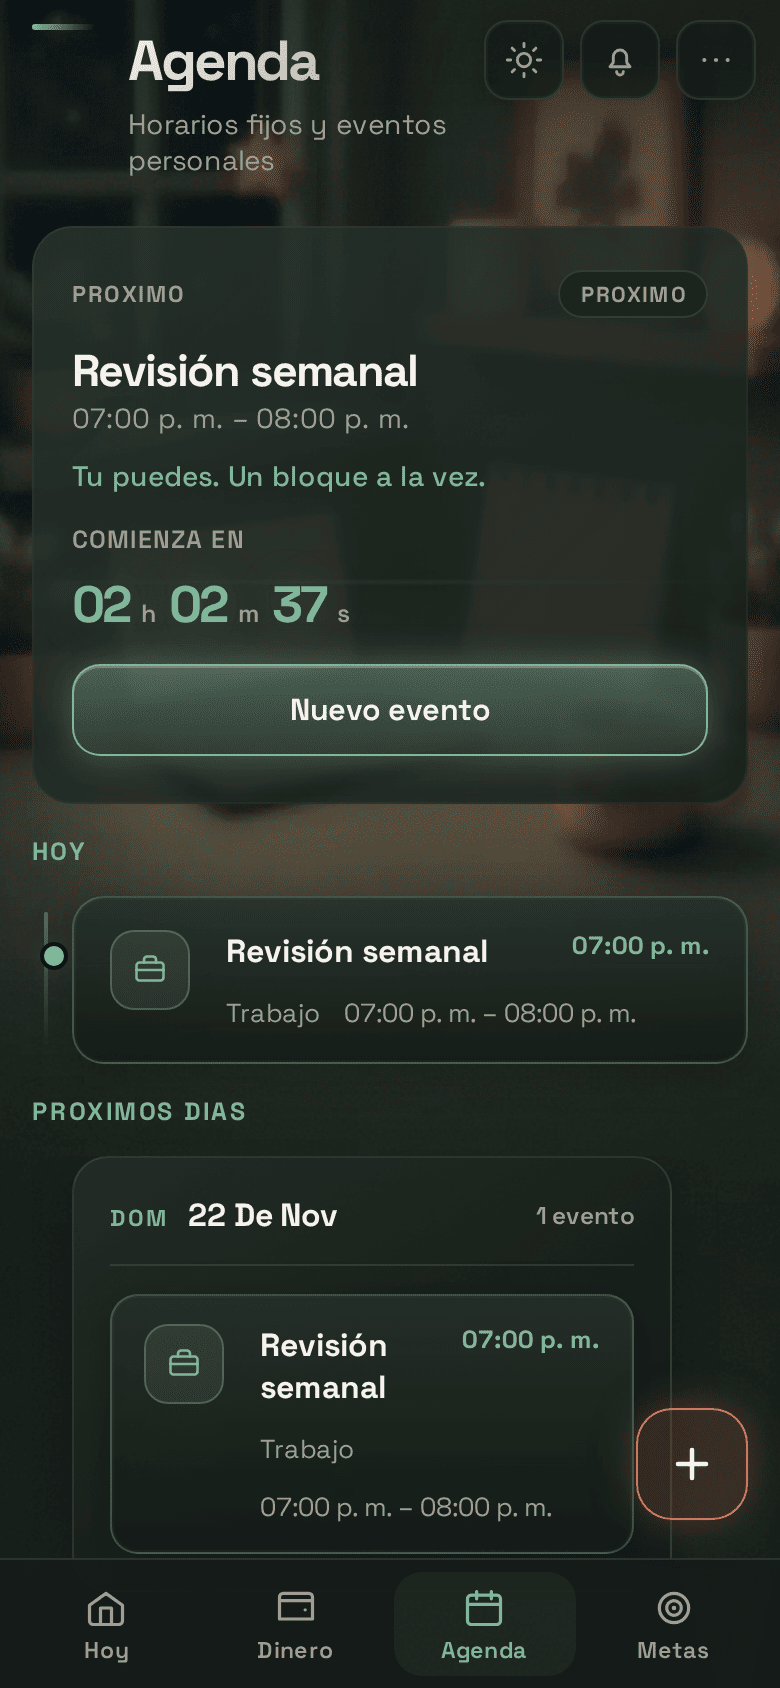 Agenda
Horarios fijos y eventos
personales
PROXIMO
PROXIMO
Revisión semanal
07:00 p. m. – 08:00 p. m.
Tu puedes. Un bloque a la vez.
COMIENZA EN
02 h 02 m 37 s
Nuevo evento
HOY
Revisión semanal
07:00 p. m.
Trabajo 07:00 p. m. – 08:00 p. m.
PROXIMOS DIAS
DOM 22 De Nov
1 evento
Revisión
semanal
07:00 p. m.
Trabajo
07:00 p. m. – 08:00 p. m.
Hoy
Dinero
Agenda
Metas